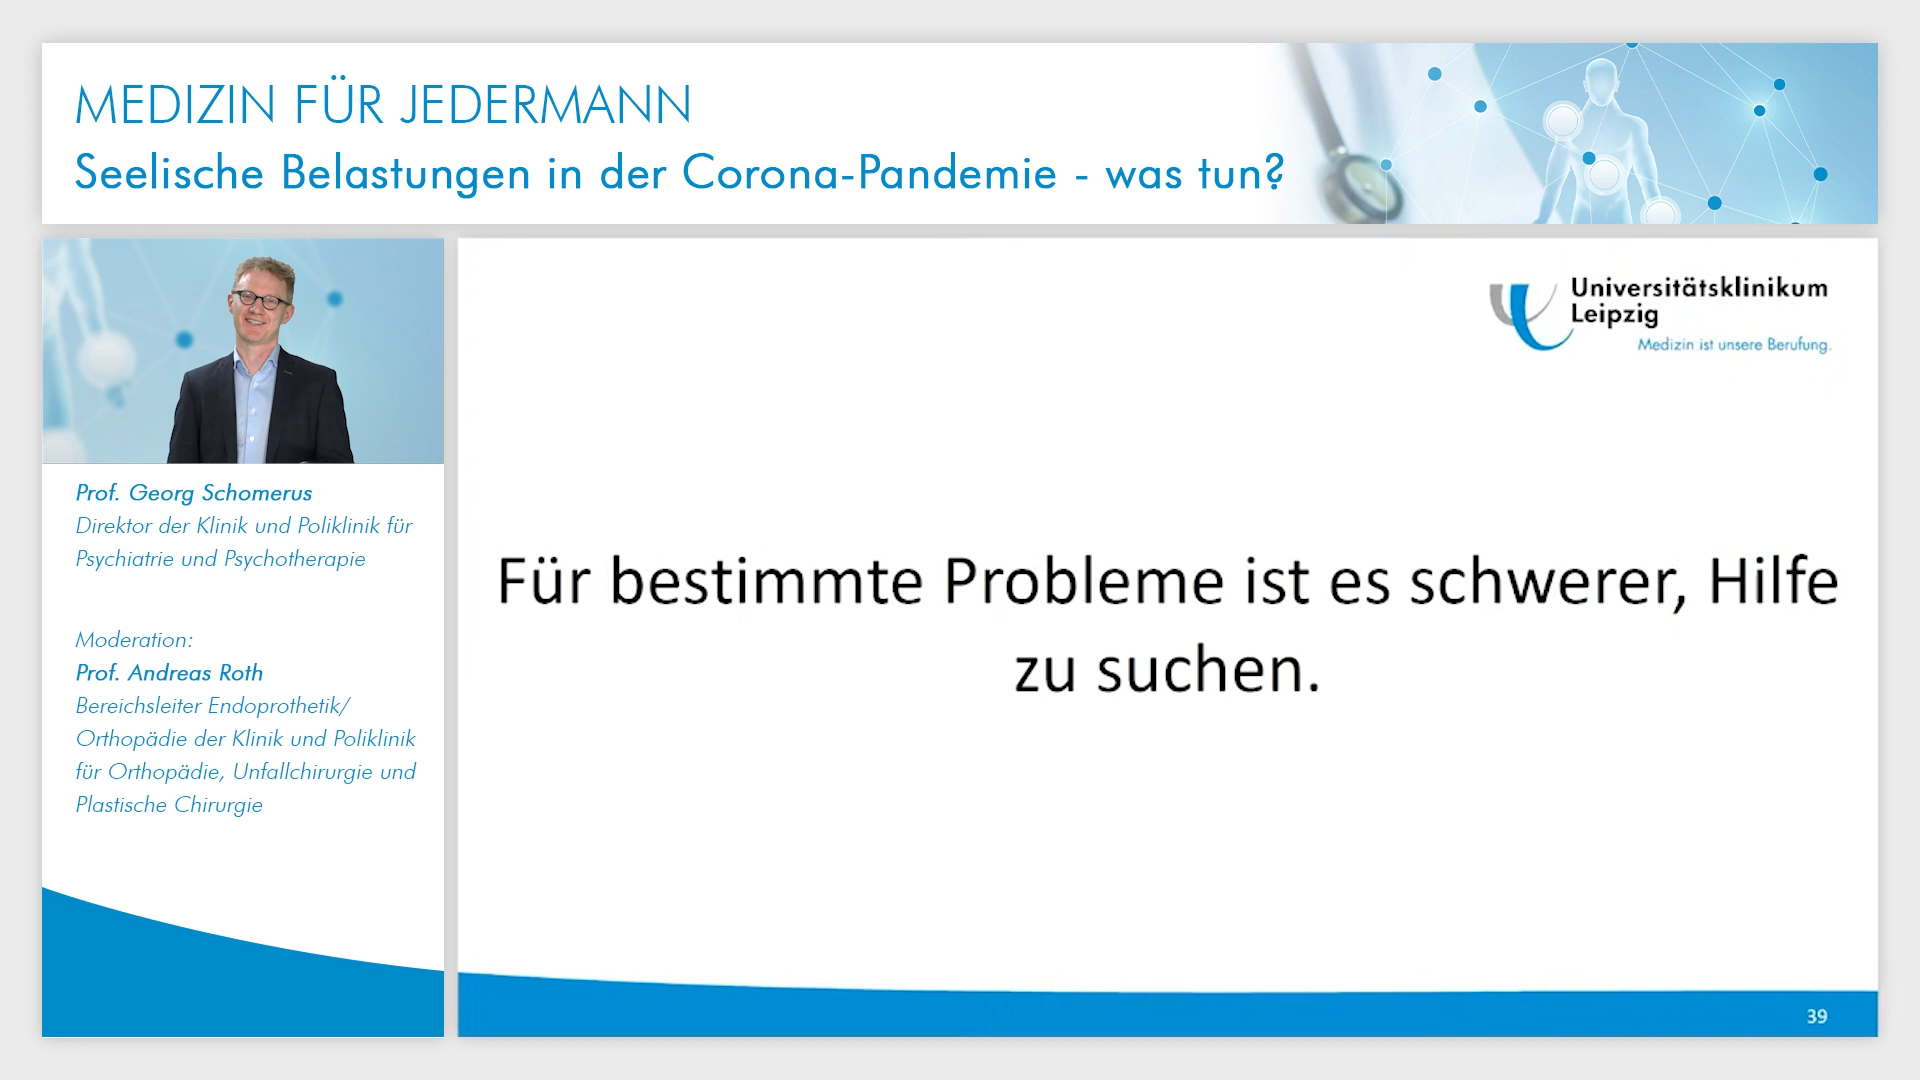 MEDIZIN FÜR JEDERMANN
Seelische Belastungen in der Corona-Pandemie - was tun?
Prof. Georg Schomerus
Direktor der Klinik und Poliklinik für
Psychiatrie und Psychotherapie
Moderation:
Prof. Andreas Roth
Bereichsleiter Endoprothetik/
Orthopädie der Klinik und Poliklinik
für Orthopädie, Unfallchirurgie und
Plastische Chirurgie
Universitätsklinikum
Leipzig
Medizin ist unsere Berufung.
Für bestimmte Probleme ist es schwerer, Hilfe
zu suchen.
39